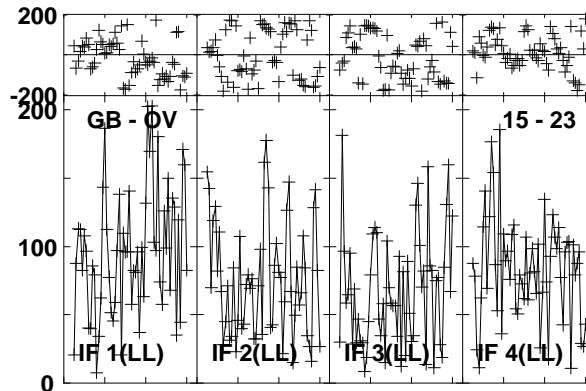 200
-200
200
GB - OV
15 - 23
100
0
IF 1(LL)
IF 2(LL)
IF 3(LL)
IF 4(LL)